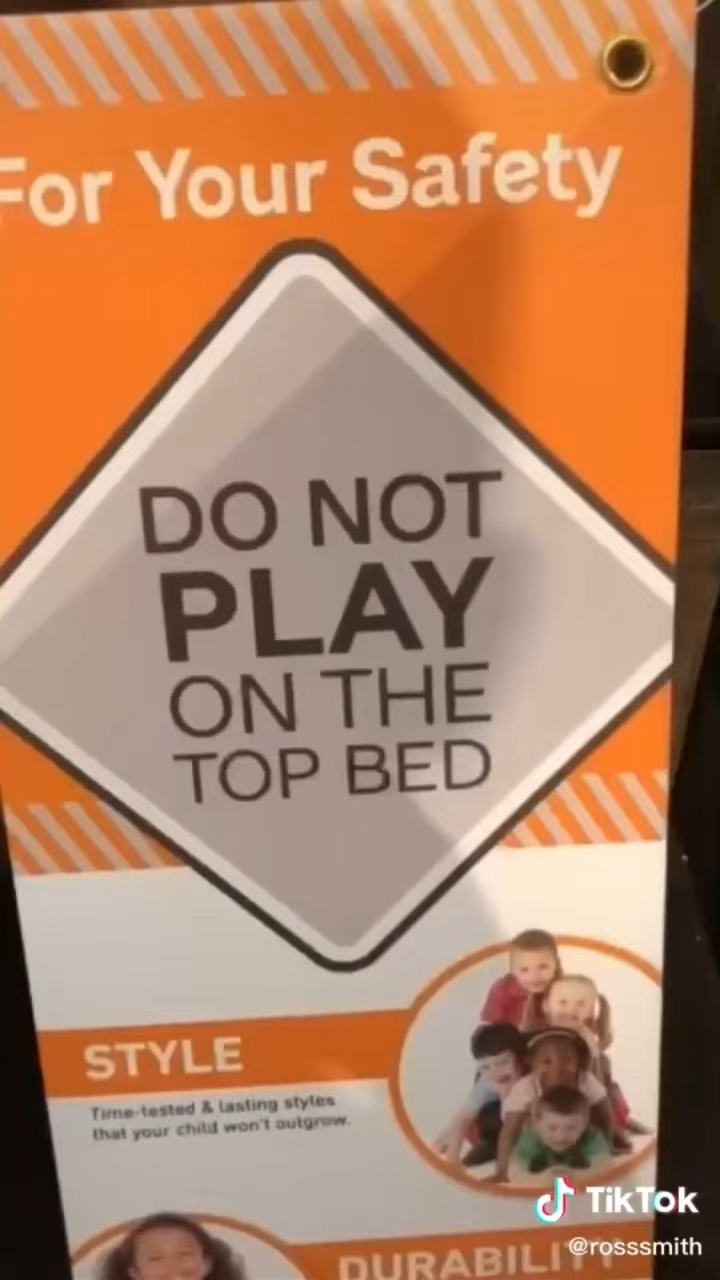 For Your Safety
DO NOT
PLAY
ON THE
TOP BED
STYLE
Time-tested & lasting styles
that your child won't outgrow.
DURABILITY
TikTok
@rosssmith